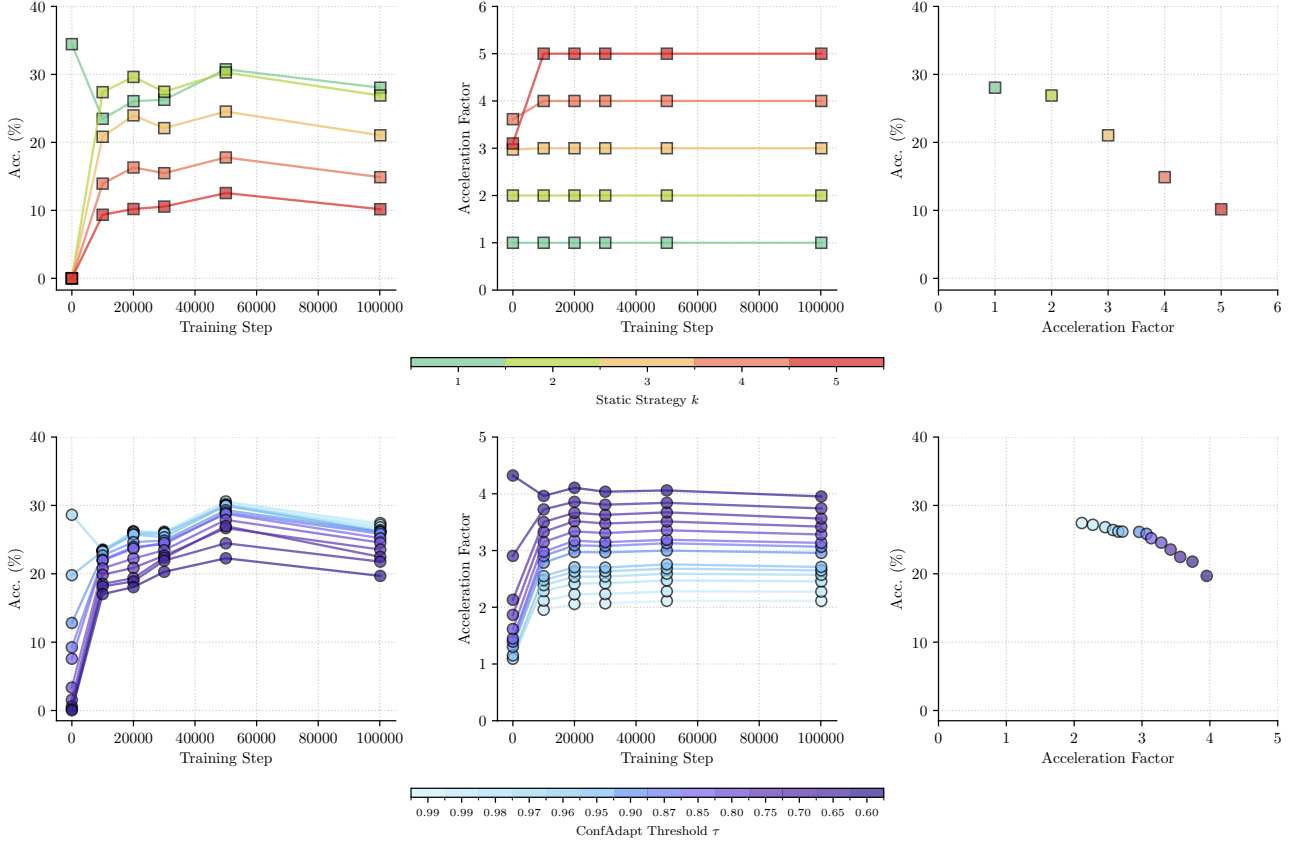 40
30
20
10
0
Acc. (%)
0 20000 40000 60000 80000 100000
Training Step
6
5
4
3
2
1
0
Acceleration Factor
0 20000 40000 60000 80000 100000
Training Step
40
30
20
10
0
Acc. (%)
0 1 2 3 4 5 6
Acceleration Factor
1 2 3 4 5
Static Strategy k
40
30
20
10
0
Acc. (%)
0 20000 40000 60000 80000 100000
Training Step
5
4
3
2
1
0
Acceleration Factor
0 20000 40000 60000 80000 100000
Training Step
40
30
20
10
0
Acc. (%)
0 1 2 3 4 5
Acceleration Factor
0.99 0.99 0.98 0.97 0.96 0.95 0.90 0.87 0.85 0.80 0.75 0.70 0.65 0.60
ConfAdapt Threshold τ